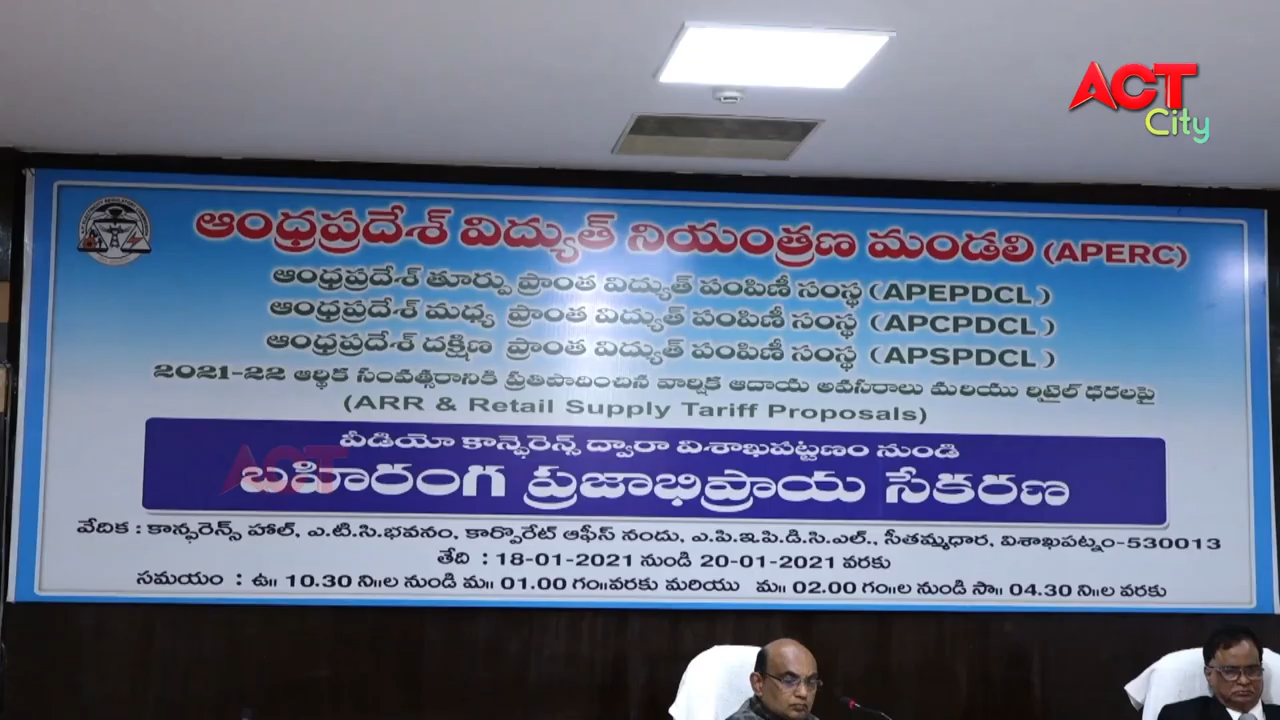 ACT
City
ఆంధ్రప్రదేశ్ విద్యుత్ నియంత్రణ మండలి (APERC)
ఆంధ్రప్రదేశ్ తూర్పు ప్రాంత విద్యుత్ పంపిణీ సంస్థ (APEPDCL)
ఆంధ్రప్రదేశ్ మధ్య ప్రాంత విద్యుత్ పంపిణీ సంస్థ (APCPDCL)
ఆంధ్రప్రదేశ్ దక్షిణ ప్రాంత విద్యుత్ పంపిణీ సంస్థ (APSPDCL)
2021-22 ఆర్థిక సంవత్సరానికి ప్రతిపాదించిన వార్షిక ఆదాయ అవసరాలు మరియు రిటైల్ ధరలపై
(ARR & Retail Supply Tariff Proposals)
వీడియో కాన్ఫెరెన్స్ ద్వారా విశాఖపట్టణం నుండి
బహిరంగ ప్రజాభిప్రాయ సేకరణ
వేదిక : కాన్ఫరెన్స్ హాల్, ఎ.టి.సి.భవనం, కార్పొరేట్ ఆఫీస్ నందు, ఎ.పి.ఇ.పి.డి.సి.ఎల్., సీతమ్మధార, విశాఖపట్నం-530013
తేది : 18-01-2021 నుండి 20-01-2021 వరకు
సమయం : ఉ॥ 10.30 ని॥ల నుండి మ॥ 01.00 గం॥వరకు మరియు మ॥ 02.00 గం॥ల నుండి సా॥ 04.30 ని॥ల వరకు